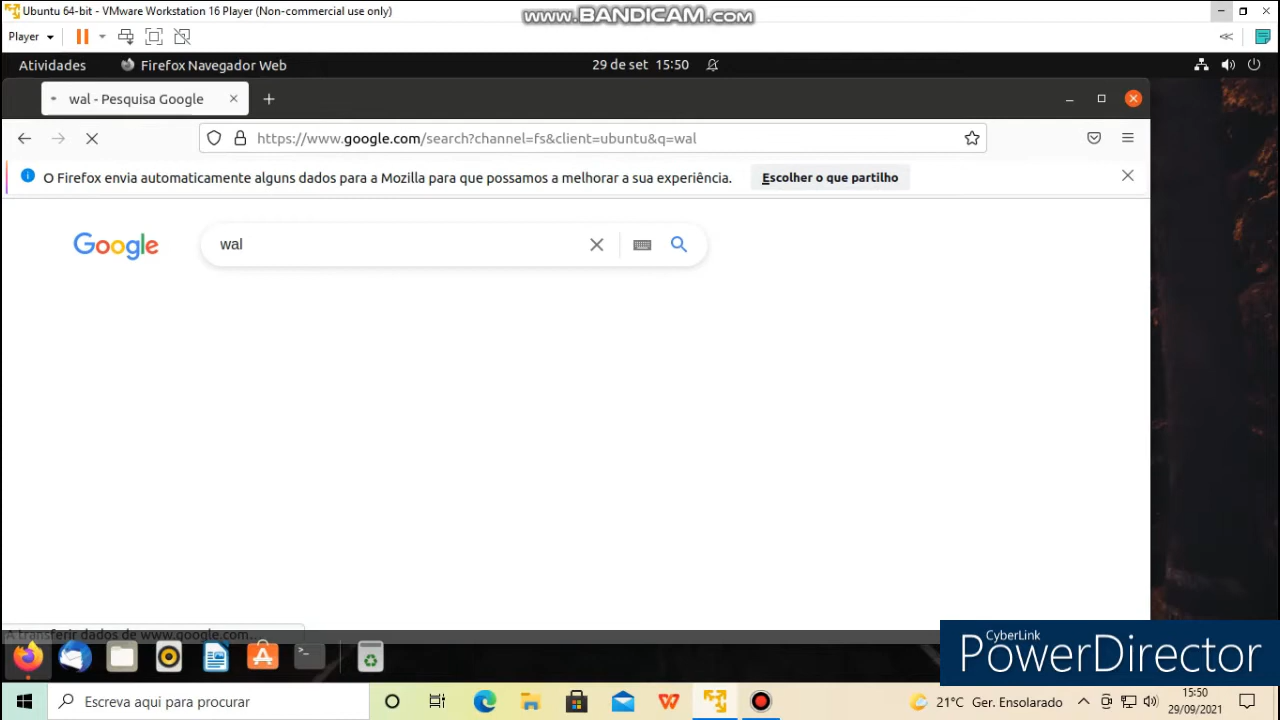 Ubuntu 64-bit - VMware Workstation 16 Player (Non-commercial use only)
www.BANDICAM.com
Player
Atividades
Firefox Navegador Web
29 de set 15:50
wal - Pesquisa Google
https://www.google.com/search?channel=fs&client=ubuntu&q=wal
O Firefox envia automaticamente alguns dados para a Mozilla para que possamos a melhorar a sua experiência.
Escolher o que partilho
Google
wal
A transferir dados de www.google.com…
CyberLink
PowerDirector
Escreva aqui para procurar
21°C Ger. Ensolarado
15:50
29/09/2021